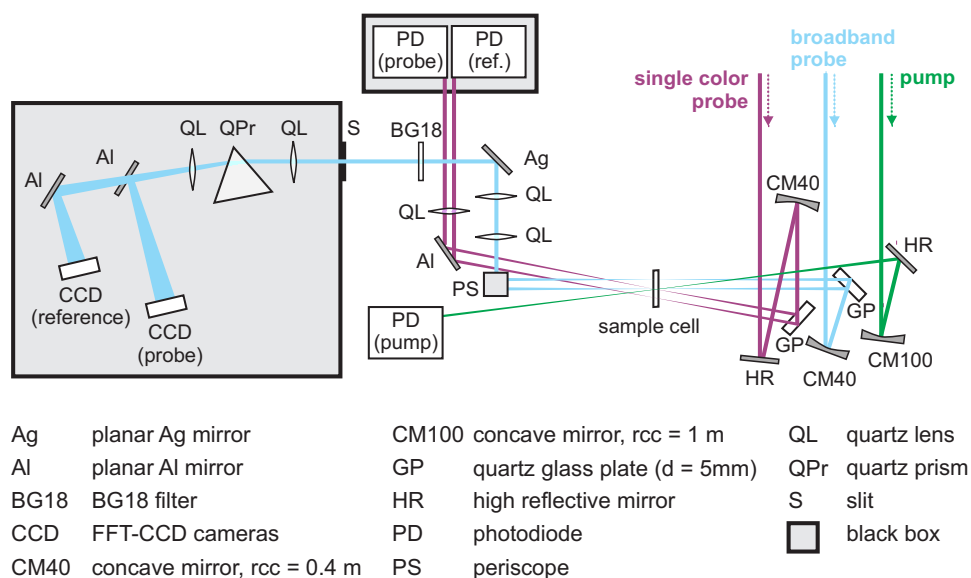 PD
(probe)
PD
(ref.)
broadband
probe
single color
probe
pump
QL
QPr
QL
S
BG18
Ag
Al
Al
QL
QL
QL
Al
PS
CM40
HR
CCD
(reference)
CCD
(probe)
PD
(pump)
sample cell
GP
GP
HR
CM40
CM100
Ag planar Ag mirror
Al planar Al mirror
BG18 BG18 filter
CCD FFT-CCD cameras
CM40 concave mirror, rcc = 0.4 m
CM100 concave mirror, rcc = 1 m
GP quartz glass plate (d = 5mm)
HR high reflective mirror
PD photodiode
PS periscope
QL quartz lens
QPr quartz prism
S slit
black box